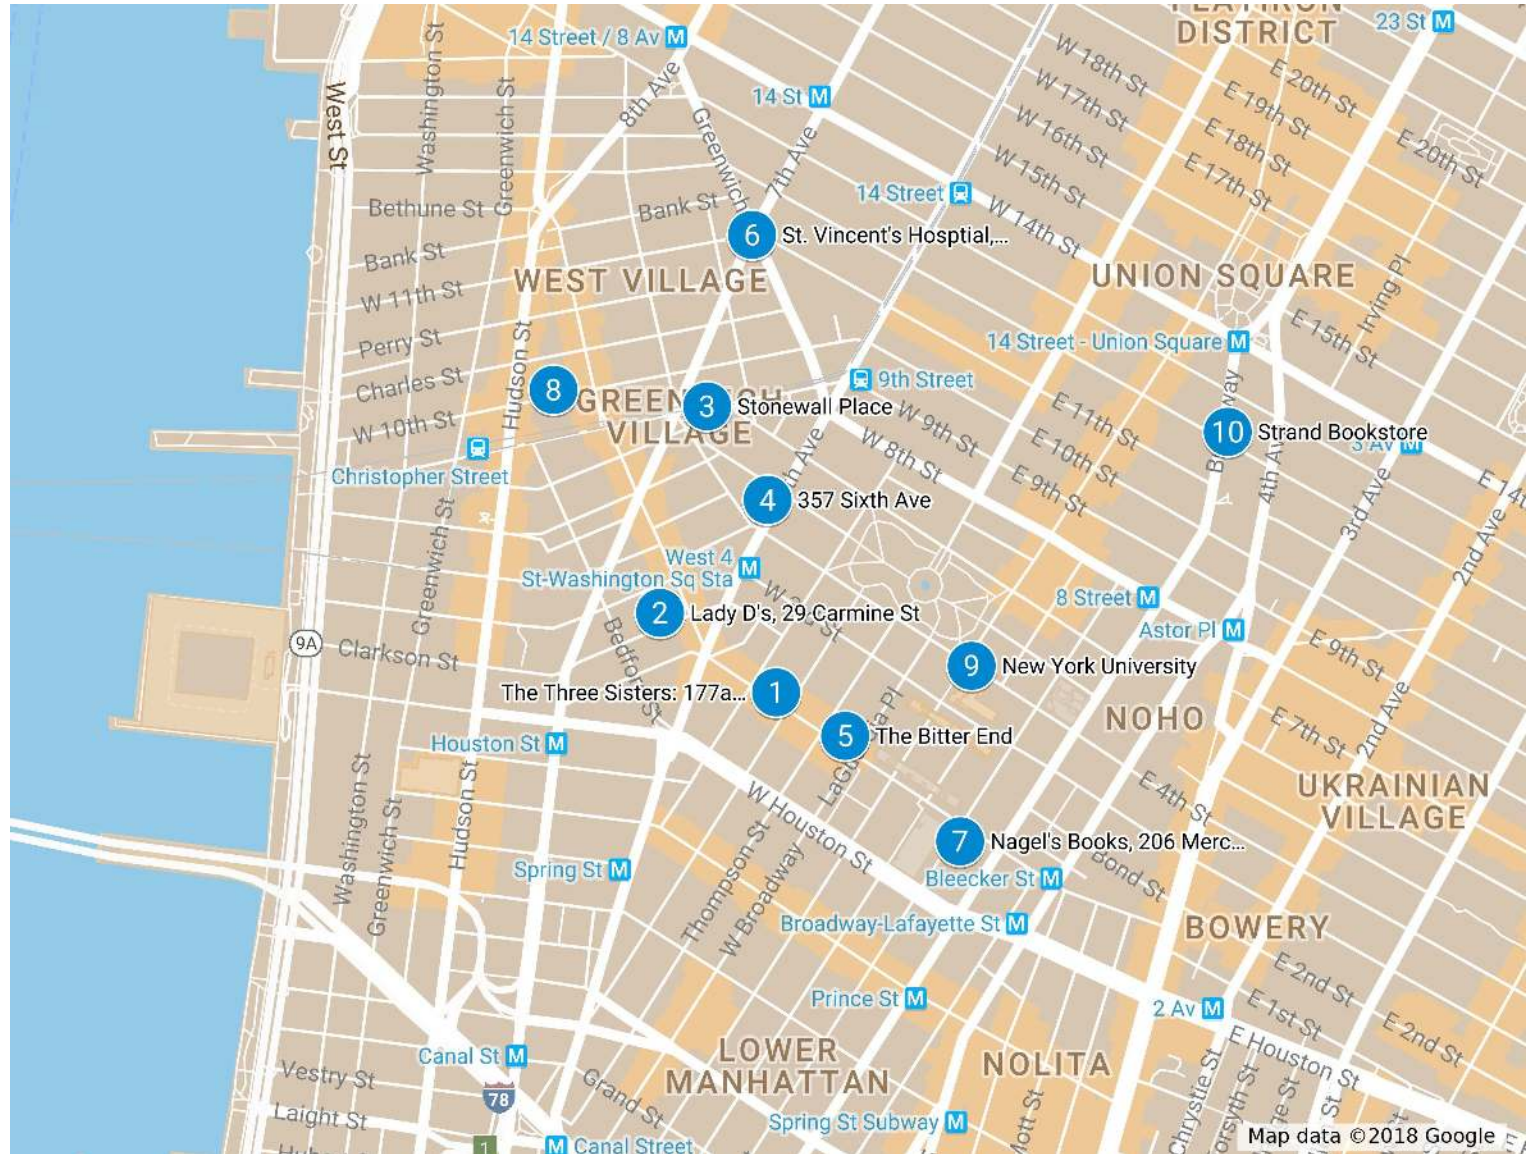 FLATIRON
DISTRICT
23 St M
14 Street / 8 Av M
Washington St
Greenwich St
8th Ave
West St
14 St M
Greenwich
7th Ave
W 18th St
W 17th St
W 16th St
W 15th St
W 14th St
E 20th St
E 19th St
E 18th St
E 17th St
E 20th St
14 Street
Bethune St
Bank St
6 St. Vincent's Hosptial,...
Bank St
WEST VILLAGE
UNION SQUARE
Irving Pl
W 11th St
Perry St
E 15th St
14 Street - Union Square M
Charles St
Hudson St
8
GREENWICH
VILLAGE
3 Stonewall Place
9th Street
W 10th St
W 9th St
W 8th St
E 11th St
E 10th St
E 9th St
10 Strand Bookstore
3 Av M
4th Ave
E 14th
Christopher Street
4 357 Sixth Ave
3rd Ave
2nd Ave
Greenwich St
West 4
St-Washington Sq Sta M
8 Street M
Astor Pl M
2 Lady D's, 29 Carmine St
Bedford St
9A
Clarkson St
9 New York University
E 9th St
The Three Sisters: 177a... 1
LaGuardia Pl
NOHO
E 7th St
2nd Ave
5 The Bitter End
Houston St M
Hudson St
Washington St
Greenwich St
W Houston St
E 4th St
UKRAINIAN
VILLAGE
7 Nagel's Books, 206 Merc...
Thompson St
W Broadway
Spring St M
Bleecker St M
Bond St
Broadway-Lafayette St M
BOWERY
E 2nd St
E 1st St
E 2nd St
Prince St M
2 Av M
E Houston St
LOWER
MANHATTAN
NOLITA
Canal St M
78
Vestry St
Grand St
Laight St
Spring St Subway M
Mott St
Chrystie St
Forsyth St
1
M Canal Street
Map data ©2018 Google